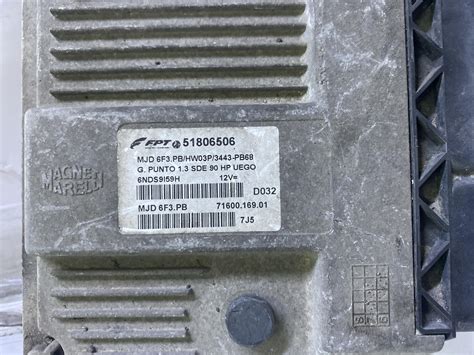 FPT 51806506
MJD 6F3.PB/HW03P/3443-PB68
G. PUNTO 1.3 SDE 90 HP UEGO
6NDS9I59H 12V=
D032
MJD 6F3.PB 71600.169.01
7J5
MAGNETI
MARELLI